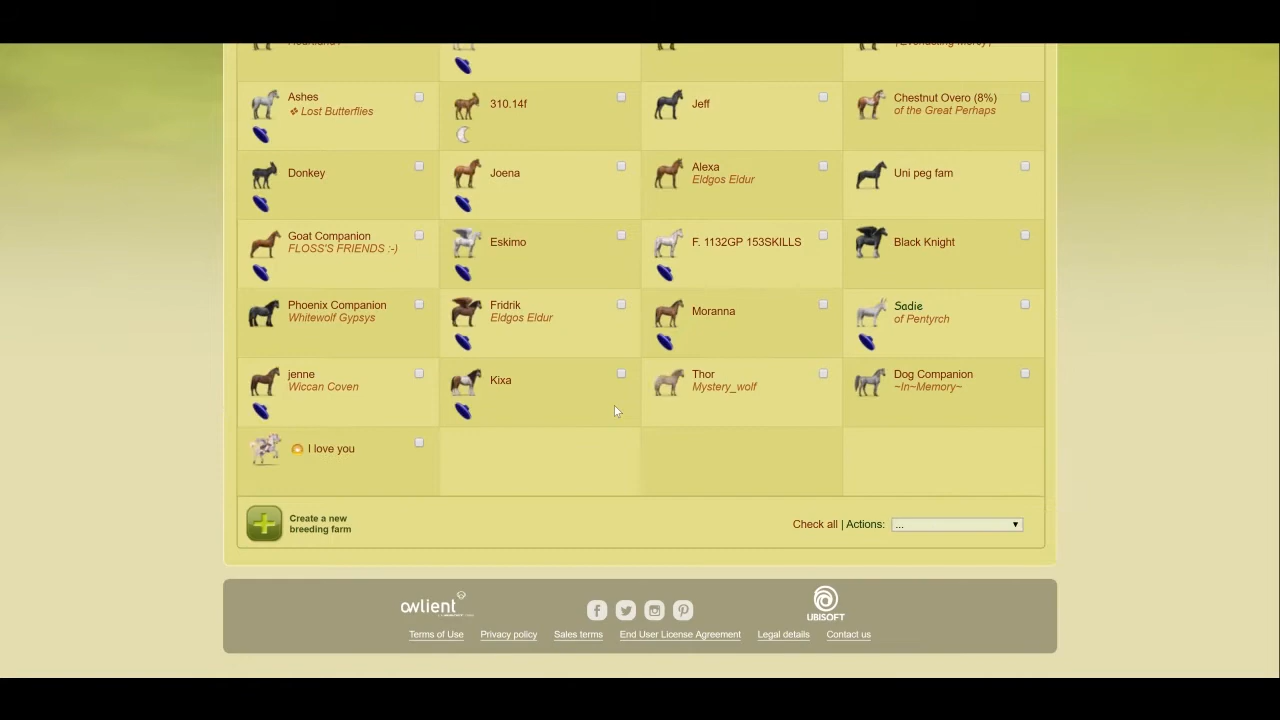 Ashes
❖ Lost Butterflies
310.14f
Jeff
Chestnut Overo (8%)
of the Great Perhaps
Donkey
Joena
Alexa
Eldgos Eldur
Uni peg fam
Goat Companion
FLOSS'S FRIENDS :-)
Eskimo
F. 1132GP 153SKILLS
Black Knight
Phoenix Companion
Whitewolf Gypsys
Fridrik
Eldgos Eldur
Moranna
Sadie
of Pentyrch
jenne
Wiccan Coven
Kixa
Thor
Mystery_wolf
Dog Companion
~In~Memory~
I love you
Create a new
breeding farm
Check all | Actions: ...
owlient
UBISOFT
Terms of Use Privacy policy Sales terms End User License Agreement Legal details Contact us